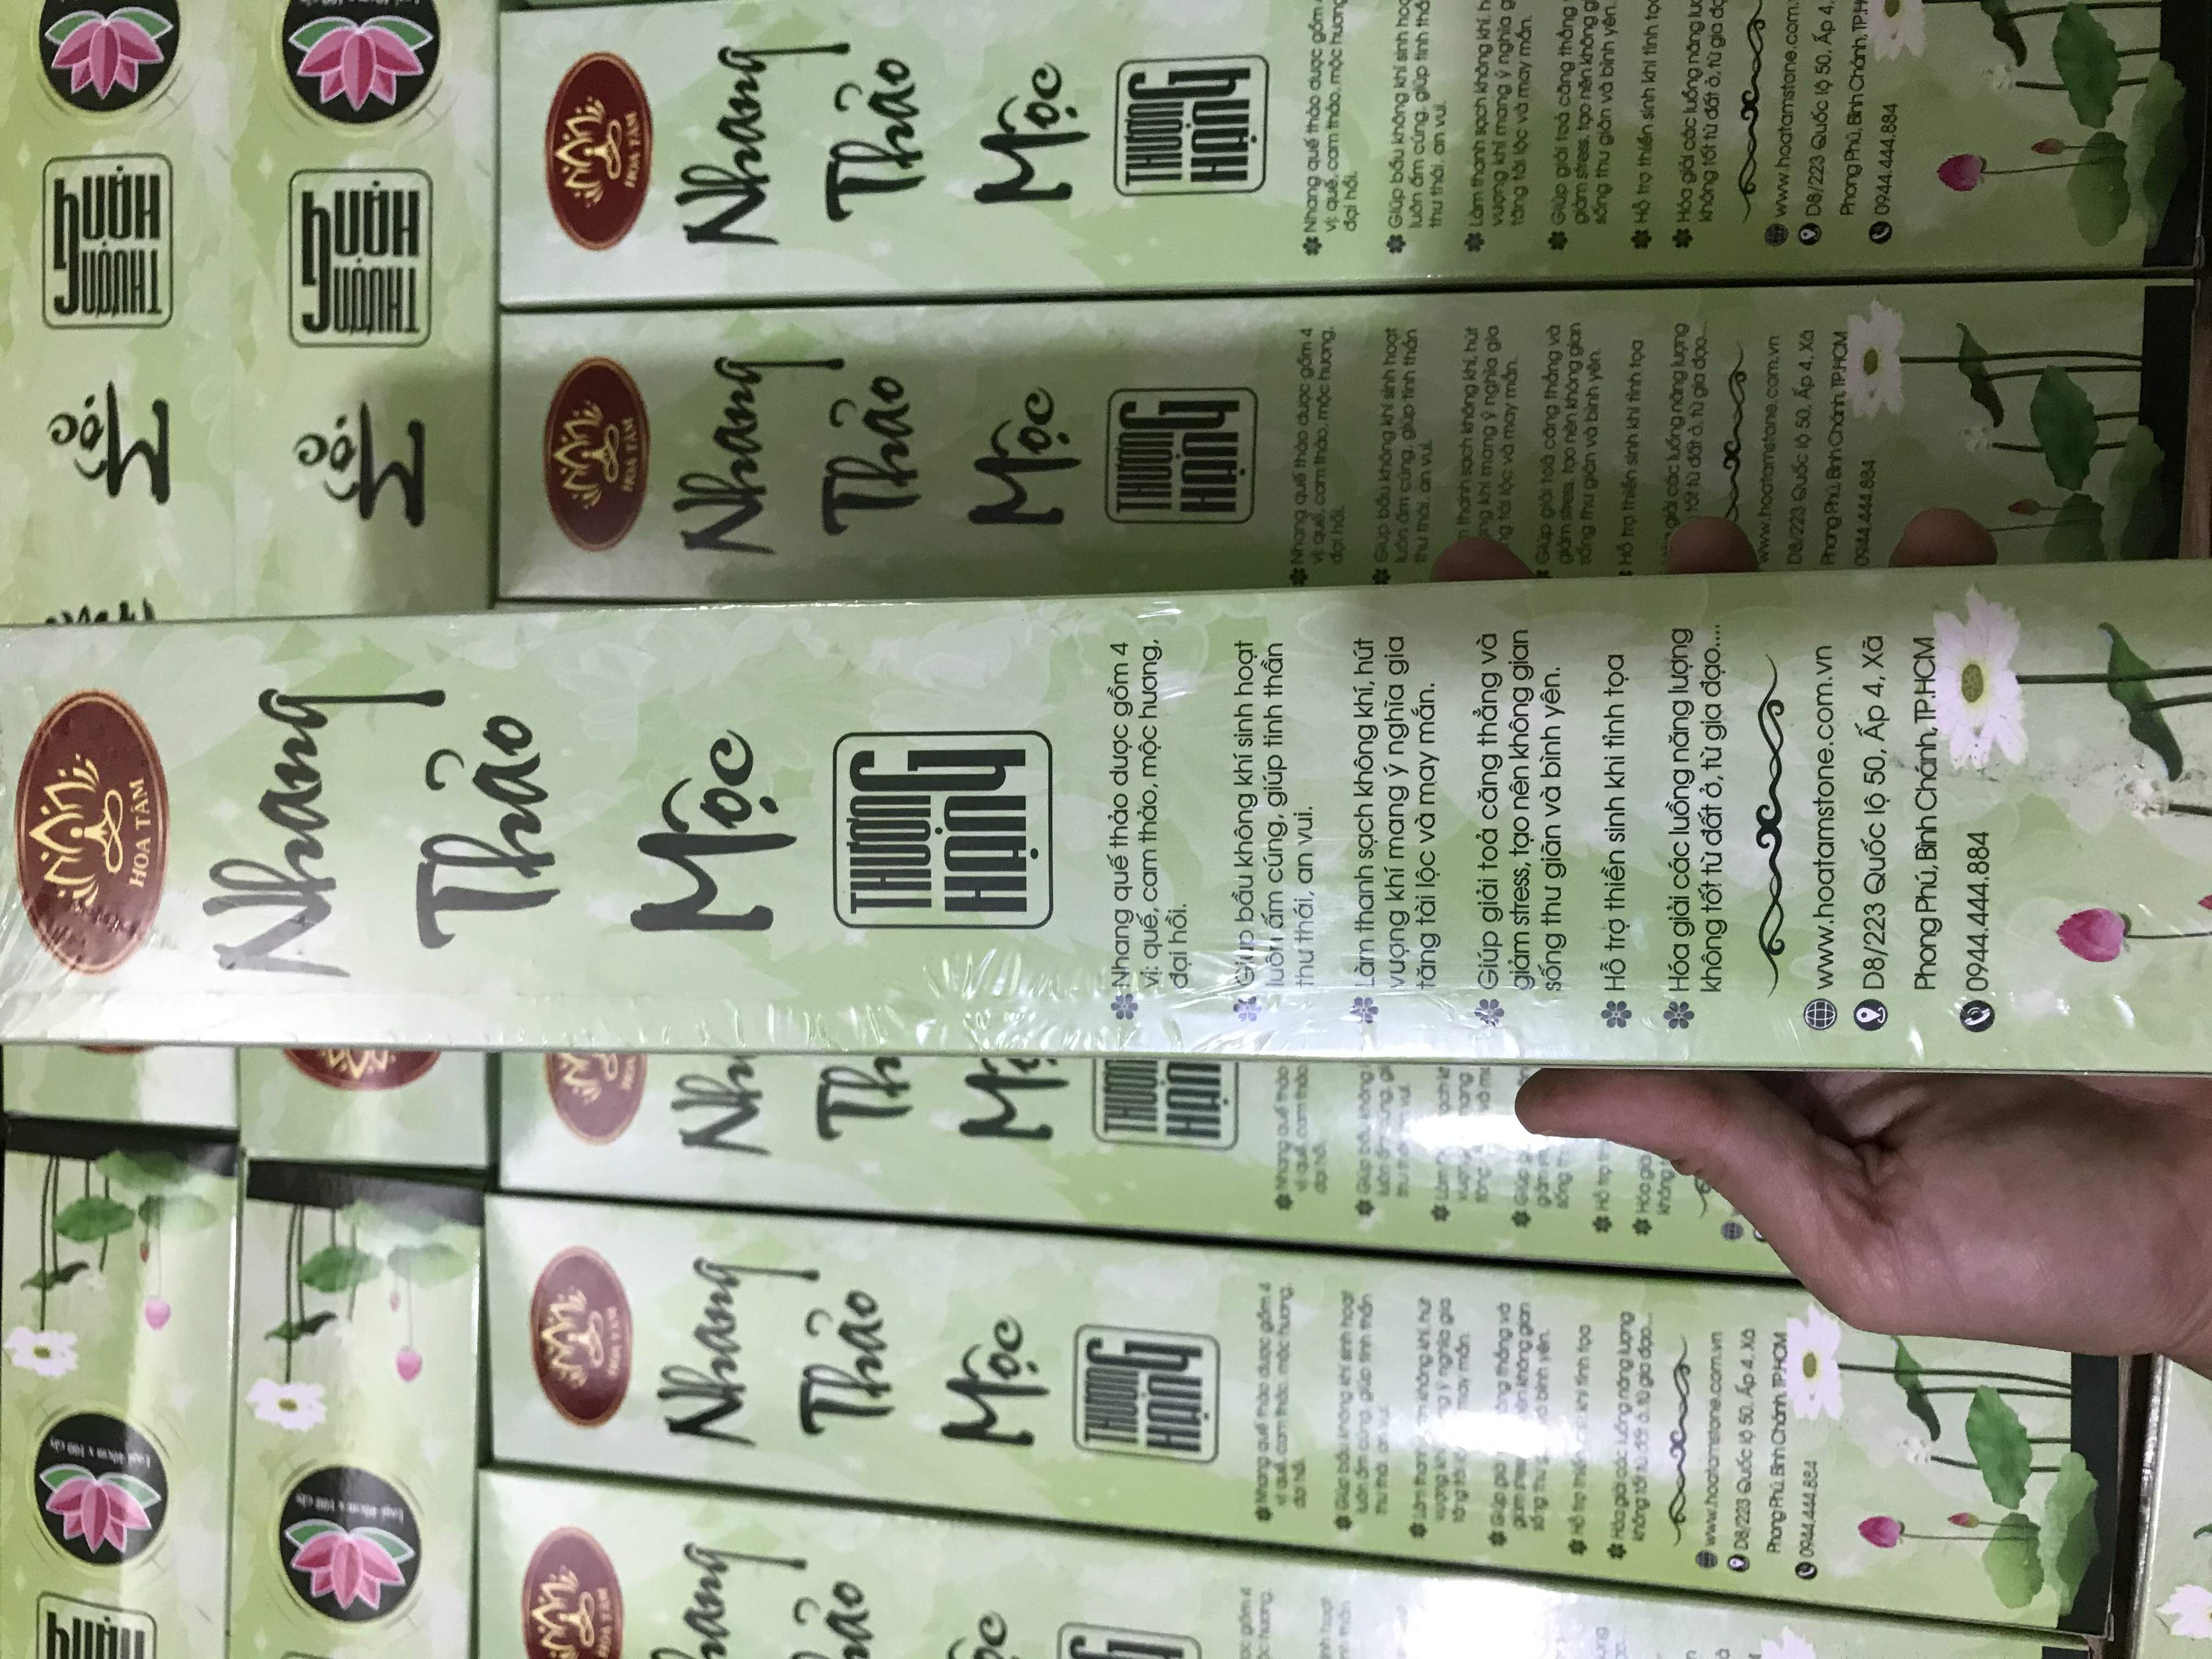 HOA TÂM
Nhang
Thảo
Mộc
THƯỢNG
HẠNG
Nhang quế thảo dược gồm 4
vị: quế, cam thảo, mộc hương,
đại hồi.
Giúp bầu không khí sinh hoạt
luôn ấm cúng, giúp tinh thần
thư thái, an vui.
Làm thanh sạch không khí, hút
vượng khí mang ý nghĩa gia
tăng tài lộc và may mắn.
Giúp giải toả căng thẳng và
giảm stress, tạo nên không gian
sống thư giãn và bình yên.
Hỗ trợ thiền sinh khi tĩnh tọa
Hóa giải các luồng năng lượng
không tốt từ đất ở, từ gia đạo....
www.hoatamstone.com.vn
D8/223 Quốc lộ 50, Ấp 4, Xã
Phong Phú, Bình Chánh, TP.HCM
0944.444.884